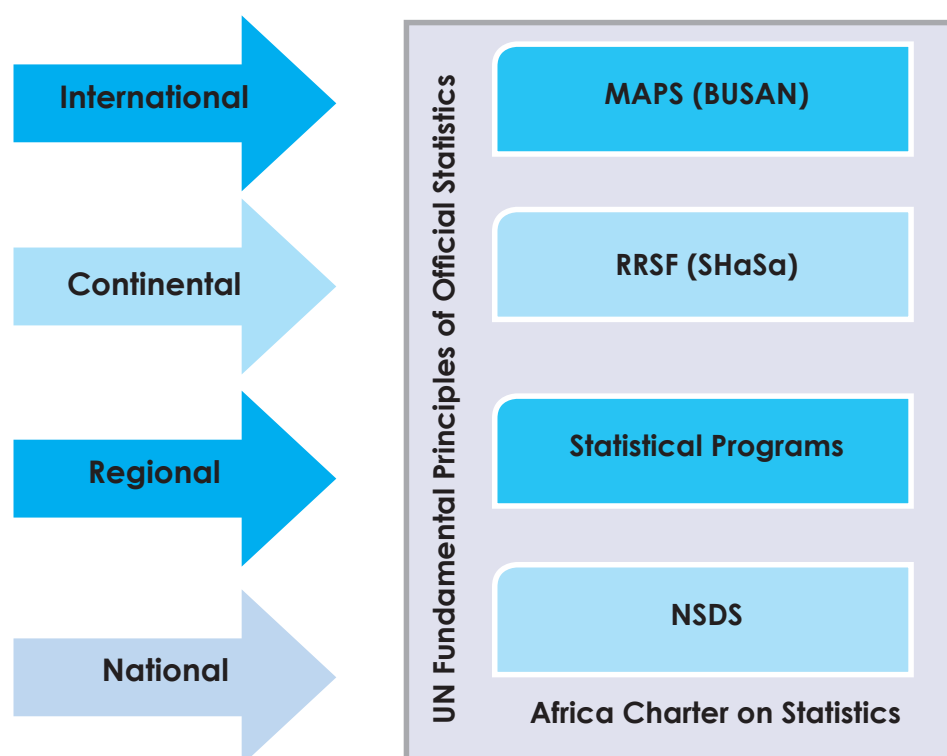 International
MAPS (BUSAN)
Continental
RRSF (SHaSa)
Regional
Statistical Programs
National
NSDS
UN Fundamental Principles of Official Statistics
Africa Charter on Statistics